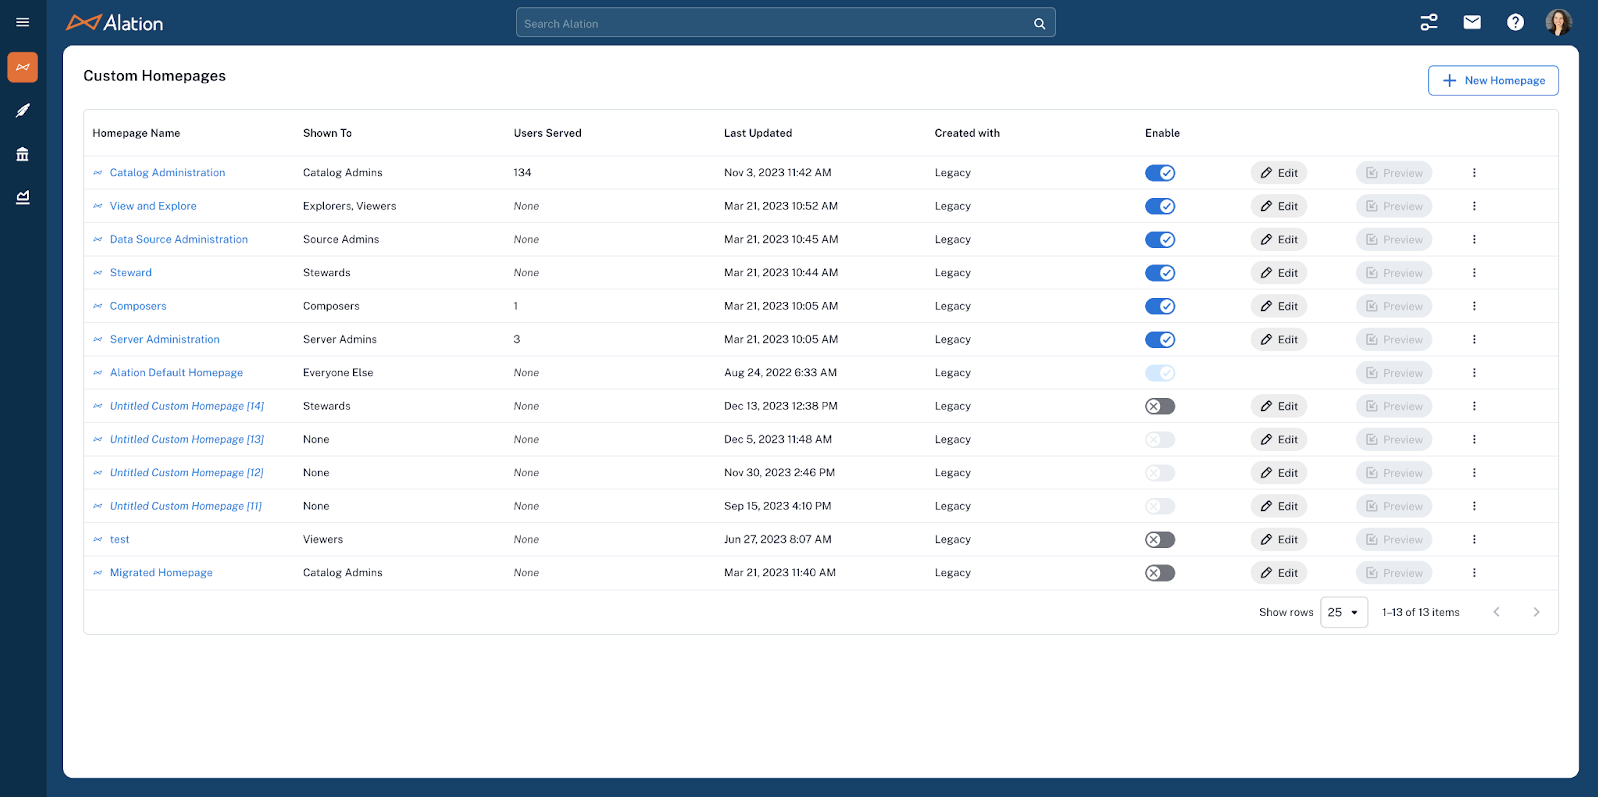 Alation
Search Alation
Custom Homepages
New Homepage
Homepage Name Shown To Users Served Last Updated Created with Enable
Catalog Administration Catalog Admins 134 Nov 3, 2023 11:42 AM Legacy Edit Preview
View and Explore Explorers, Viewers None Mar 21, 2023 10:52 AM Legacy Edit Preview
Data Source Administration Source Admins None Mar 21, 2023 10:45 AM Legacy Edit Preview
Steward Stewards None Mar 21, 2023 10:44 AM Legacy Edit Preview
Composers Composers 1 Mar 21, 2023 10:05 AM Legacy Edit Preview
Server Administration Server Admins 3 Mar 21, 2023 10:05 AM Legacy Edit Preview
Alation Default Homepage Everyone Else None Aug 24, 2022 6:33 AM Legacy Preview
Untitled Custom Homepage [14] Stewards None Dec 13, 2023 12:38 PM Legacy Edit Preview
Untitled Custom Homepage [13] None None Dec 5, 2023 11:48 AM Legacy Edit Preview
Untitled Custom Homepage [12] None None Nov 30, 2023 2:46 PM Legacy Edit Preview
Untitled Custom Homepage [11] None None Sep 15, 2023 4:10 PM Legacy Edit Preview
test Viewers None Jun 27, 2023 8:07 AM Legacy Edit Preview
Migrated Homepage Catalog Admins None Mar 21, 2023 11:40 AM Legacy Edit Preview
Show rows 25 1–13 of 13 items